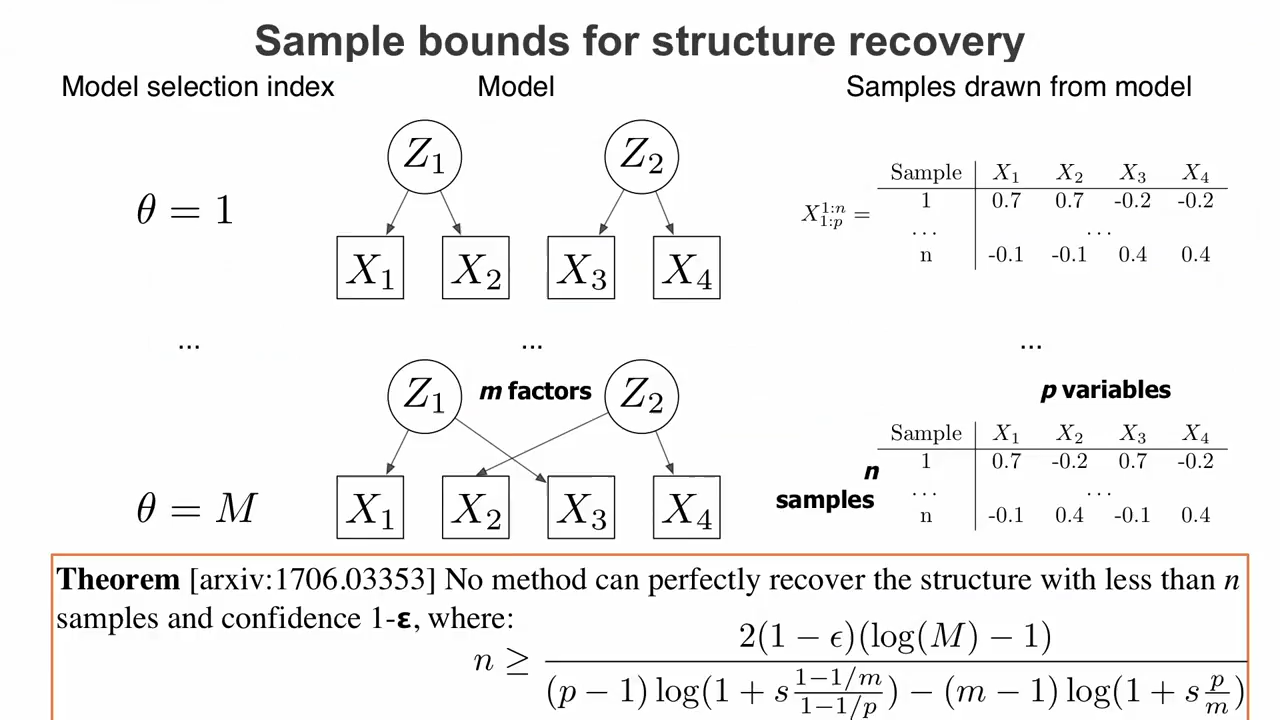 Sample bounds for structure recovery
Model selection index Model Samples drawn from model
θ = 1
Z₁ Z₂
X₁ X₂ X₃ X₄
X_{1:p}^{1:n} =
Sample X₁ X₂ X₃ X₄
1 0.7 0.7 -0.2 -0.2
... ...
n -0.1 -0.1 0.4 0.4
... ... ...
θ = M
Z₁ m factors Z₂
X₁ X₂ X₃ X₄
p variables
n
samples
Sample X₁ X₂ X₃ X₄
1 0.7 -0.2 0.7 -0.2
... ...
n -0.1 0.4 -0.1 0.4
Theorem [arxiv:1706.03353] No method can perfectly recover the structure with less than n
samples and confidence 1-ε, where:
n ≥ \frac{2(1 − ϵ)(log(M) − 1)}{(p − 1) log(1 + s\frac{1−1/m}{1−1/p}) − (m − 1) log(1 + s\frac{p}{m})}